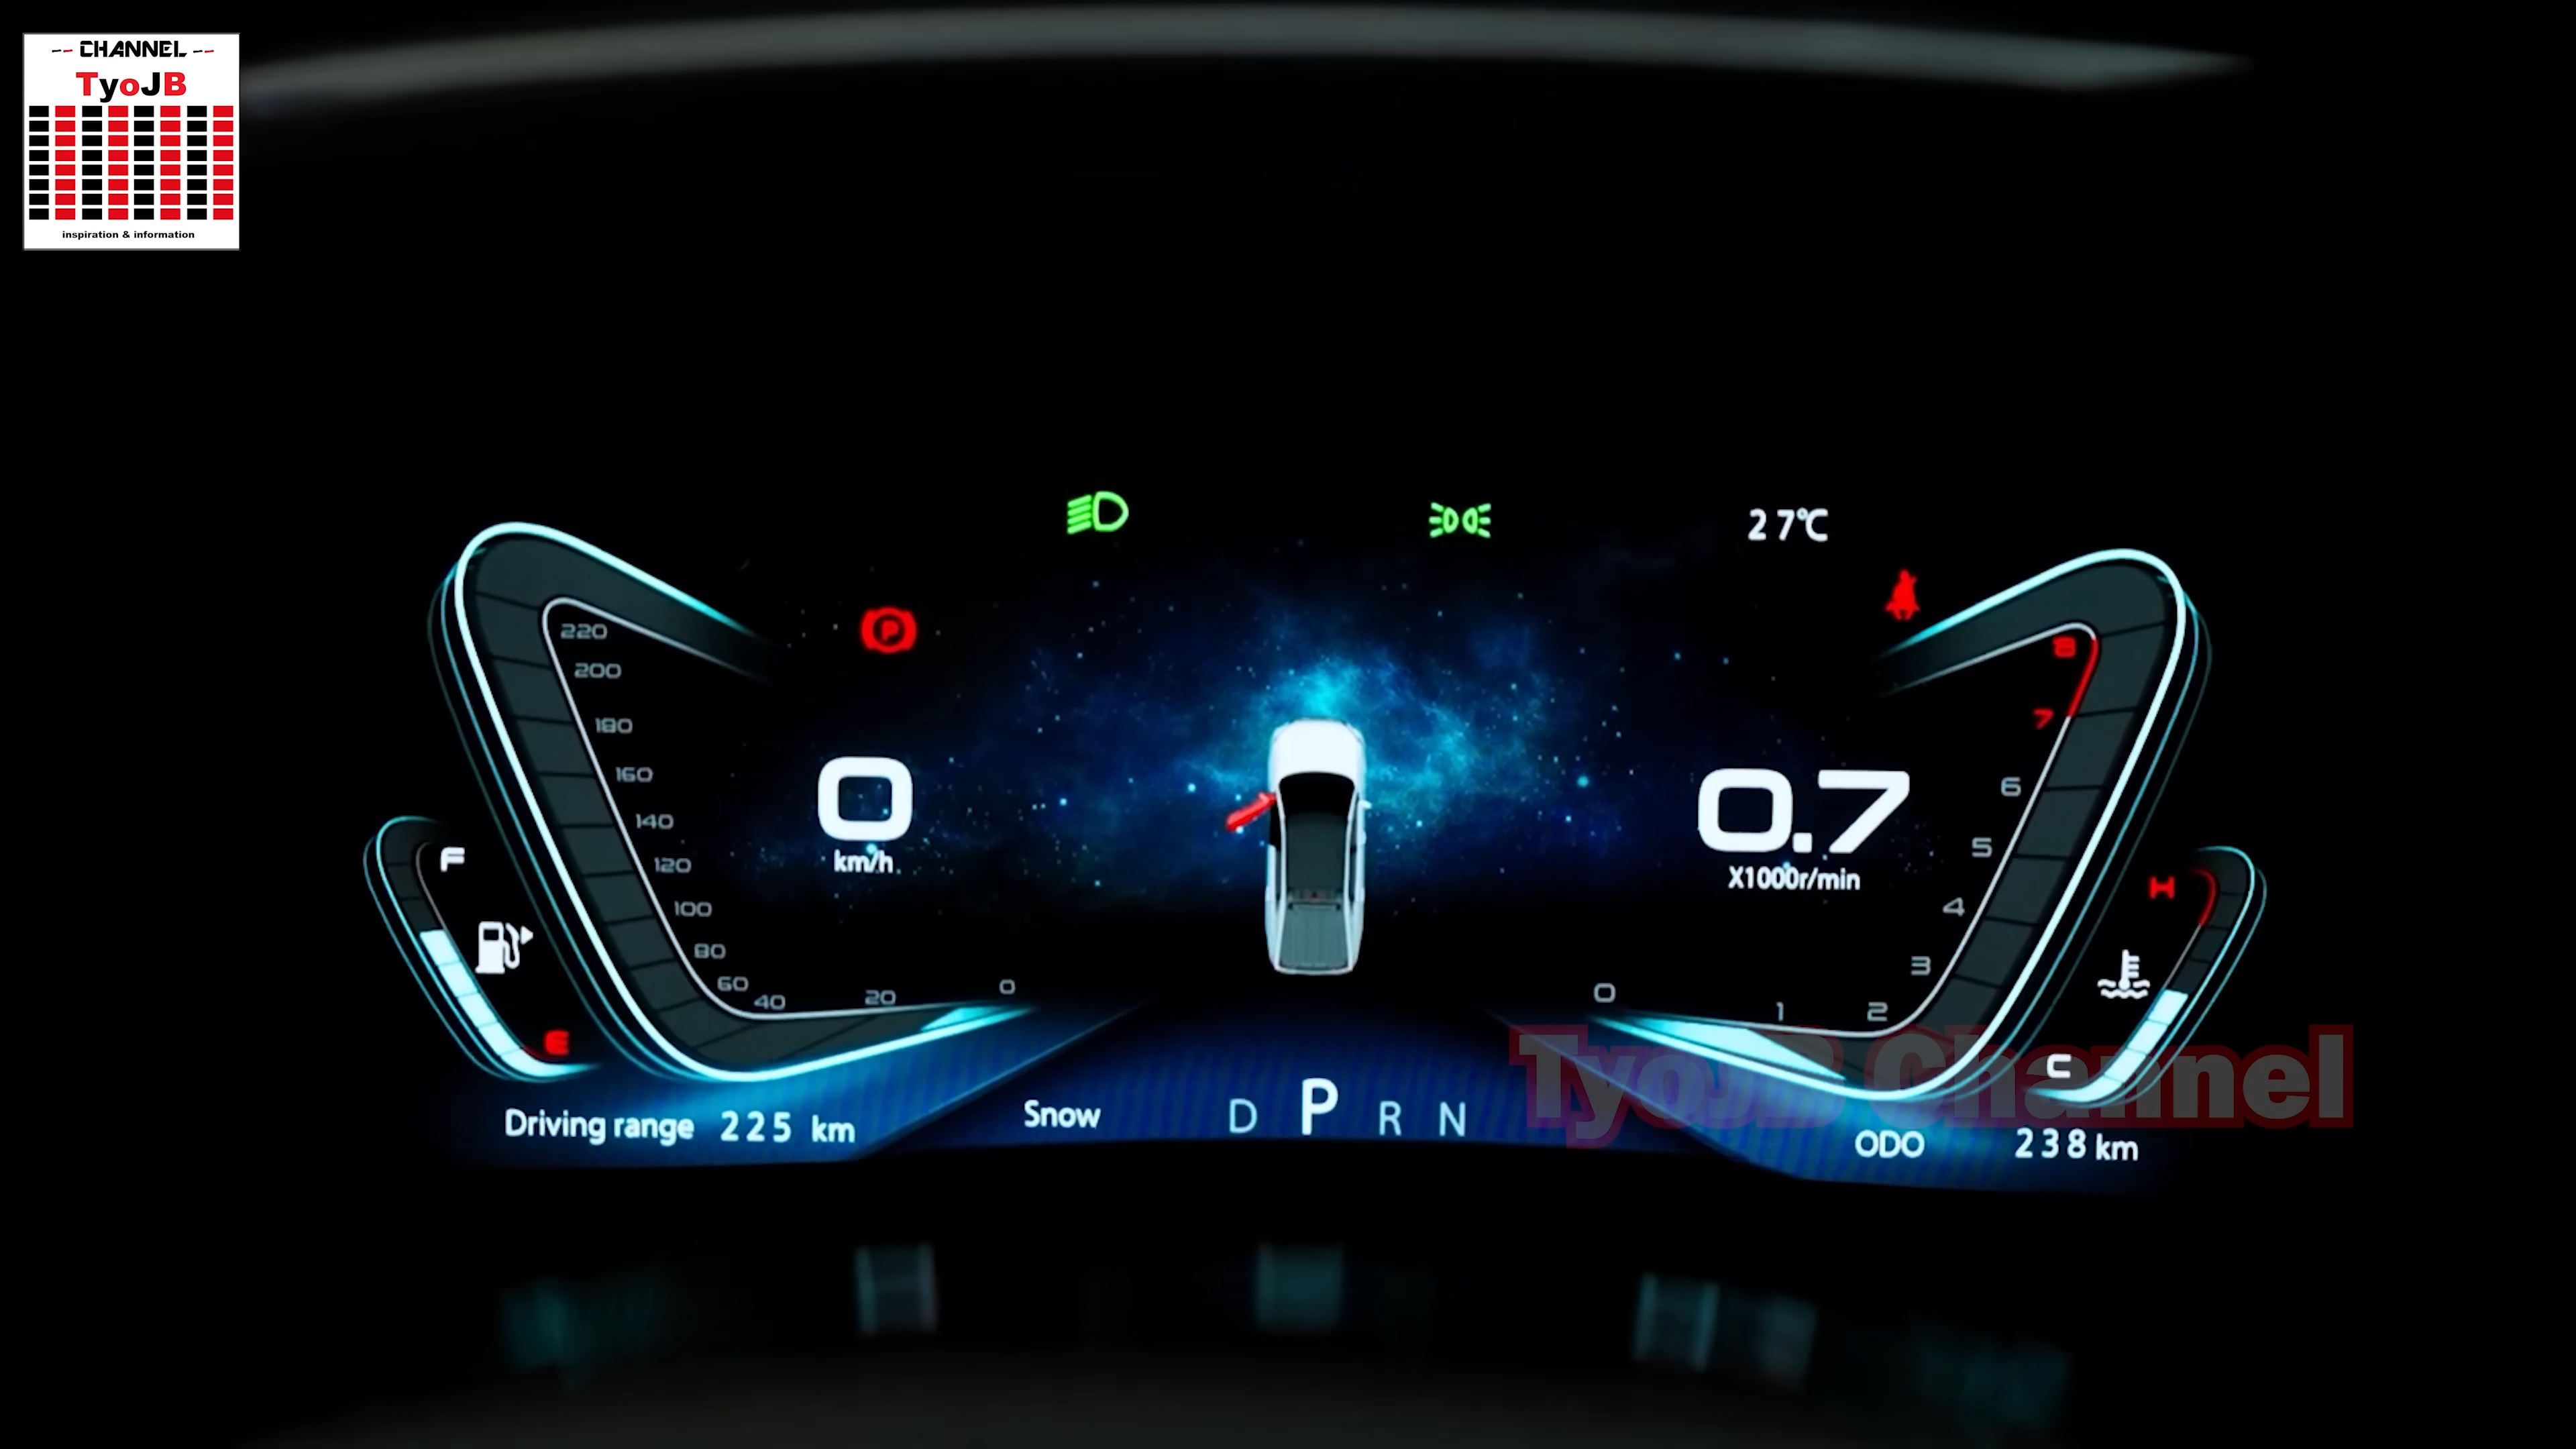 -- CHANNEL --
TyoJB
inspiration & information
27℃
P
220
200
180
160
140
120
100
80
60
40
20
0
0
km/h
F
E
0.7
X1000r/min
8
7
6
5
4
3
2
1
0
H
C
TyoJB Channel
Driving range 225 km
Snow
D P R N
ODO 238 km